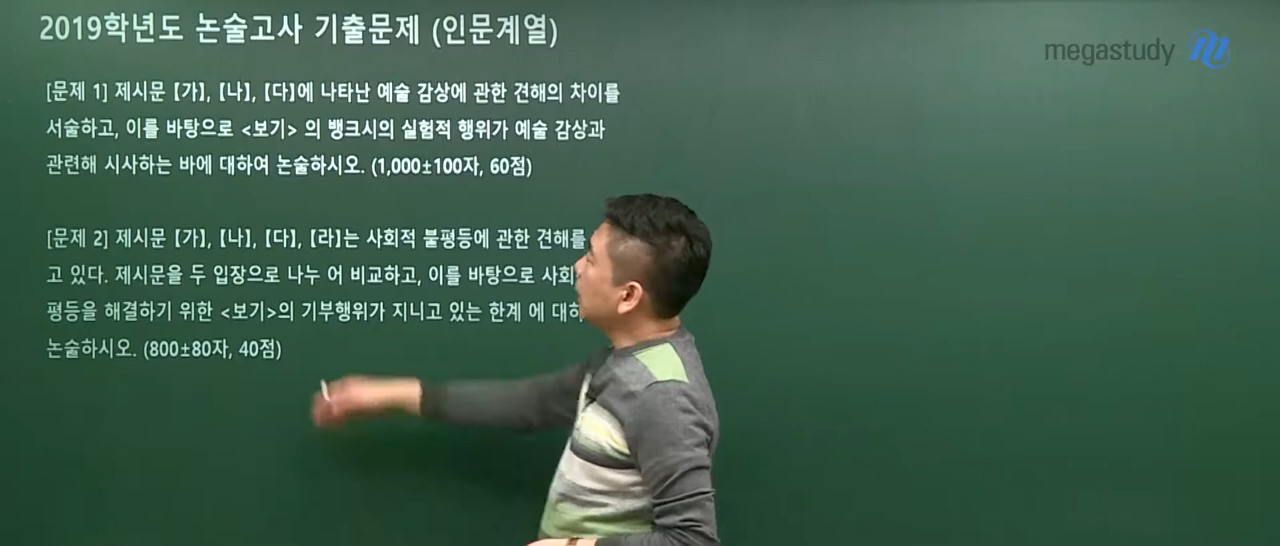 2019학년도 논술고사 기출문제 (인문계열)
megastudy
[문제 1] 제시문 【가】, 【나】, 【다】에 나타난 예술 감상에 관한 견해의 차이를
서술하고, 이를 바탕으로 <보기> 의 뱅크시의 실험적 행위가 예술 감상과
관련해 시사하는 바에 대하여 논술하시오. (1,000±100자, 60점)
[문제 2] 제시문 【가】, 【나】, 【다】, 【라】는 사회적 불평등에 관한 견해를
고 있다. 제시문을 두 입장으로 나누 어 비교하고, 이를 바탕으로 사회
평등을 해결하기 위한 <보기>의 기부행위가 지니고 있는 한계 에
논술하시오. (800±80자, 40점)